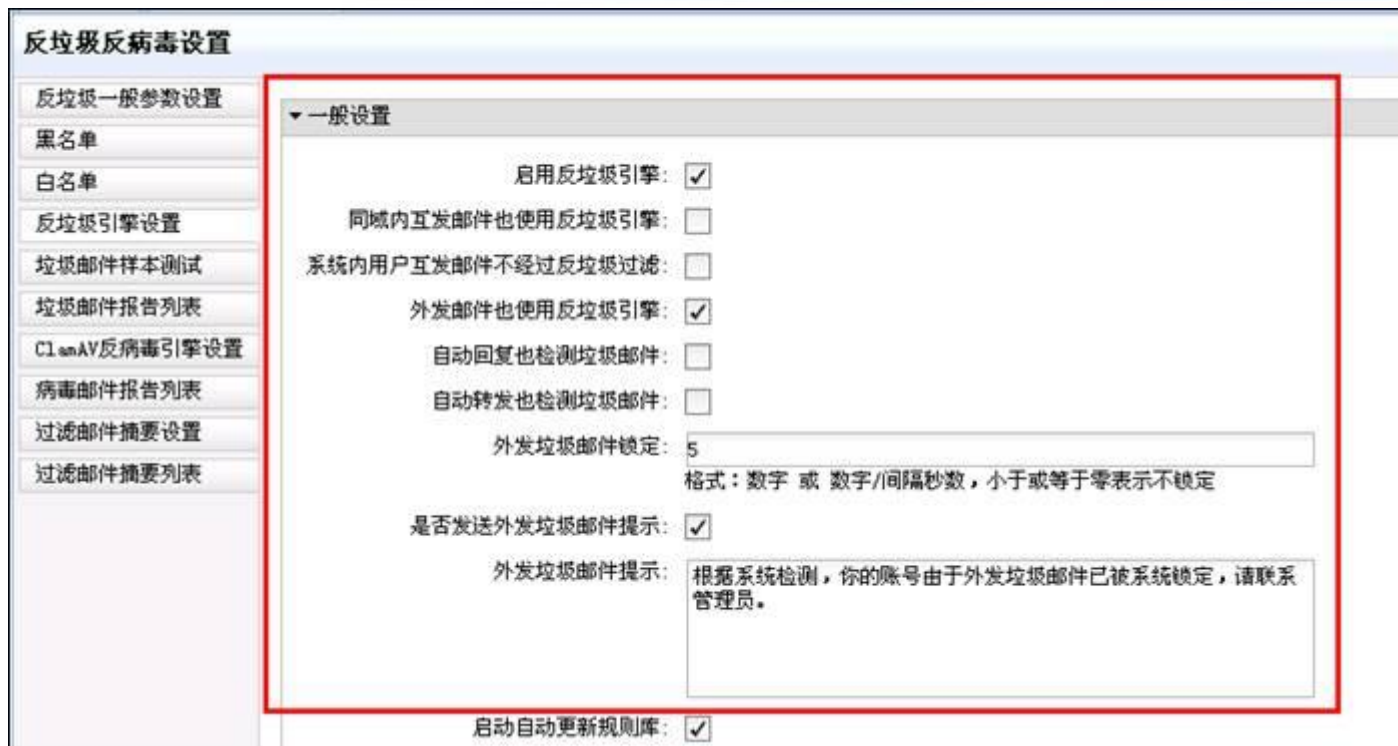 反垃圾反病毒设置
反垃圾一般参数设置
黑名单
白名单
反垃圾引擎设置
垃圾邮件样本测试
垃圾邮件报告列表
ClamAV反病毒引擎设置
病毒邮件报告列表
过滤邮件摘要设置
过滤邮件摘要列表
一般设置
启用反垃圾引擎:
同域内互发邮件也使用反垃圾引擎:
系统内用户互发邮件不经过反垃圾过滤:
外发邮件也使用反垃圾引擎:
自动回复也检测垃圾邮件:
自动转发也检测垃圾邮件:
外发垃圾邮件锁定: 5
格式：数字 或 数字/间隔秒数，小于或等于零表示不锁定
是否发送外发垃圾邮件提示:
外发垃圾邮件提示: 根据系统检测，你的账号由于外发垃圾邮件已被系统锁定，请联系
管理员。
启动自动更新规则库: